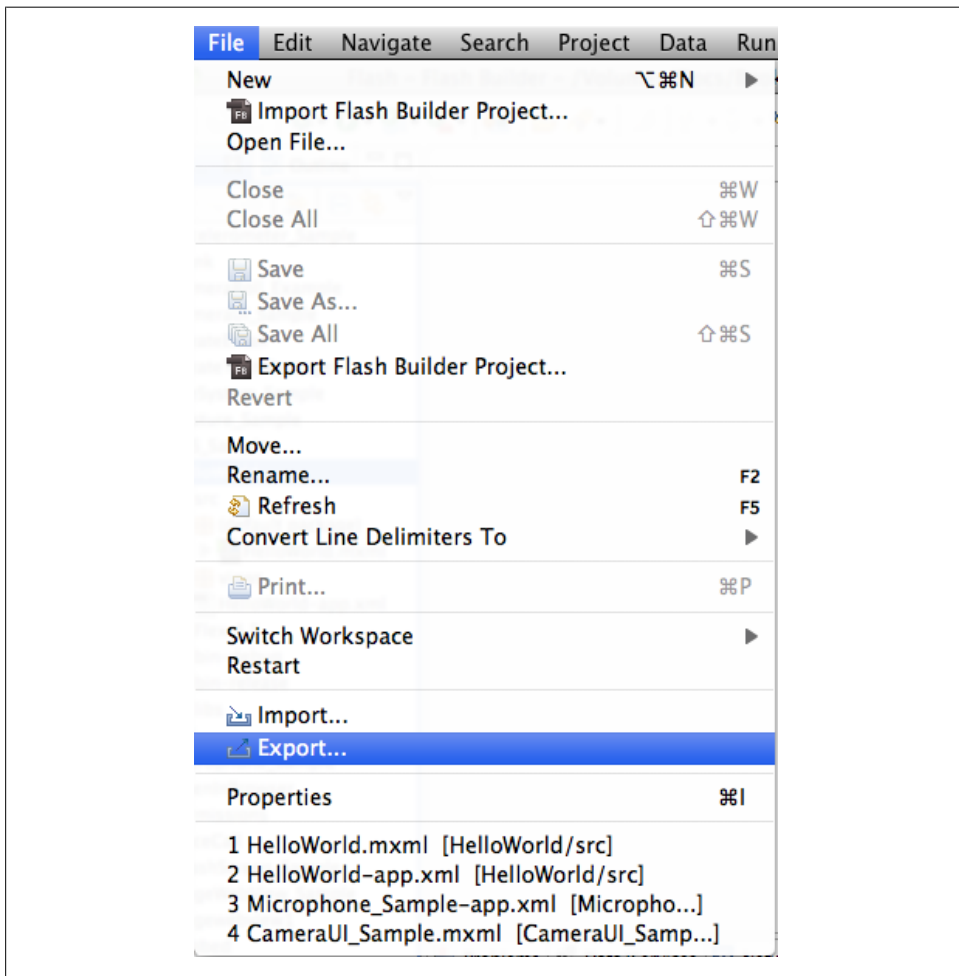 File Edit Navigate Search Project Data Run
New ⌥⌘N ▶
Import Flash Builder Project...
Open File...
Close ⌘W
Close All ⇧⌘W
Save ⌘S
Save As...
Save All ⇧⌘S
Export Flash Builder Project...
Revert
Move...
Rename... F2
Refresh F5
Convert Line Delimiters To ▶
Print... ⌘P
Switch Workspace ▶
Restart
Import...
Export...
Properties ⌘I
1 HelloWorld.mxml [HelloWorld/src]
2 HelloWorld-app.xml [HelloWorld/src]
3 Microphone_Sample-app.xml [Micropho...]
4 CameraUI_Sample.mxml [CameraUI_Samp...]